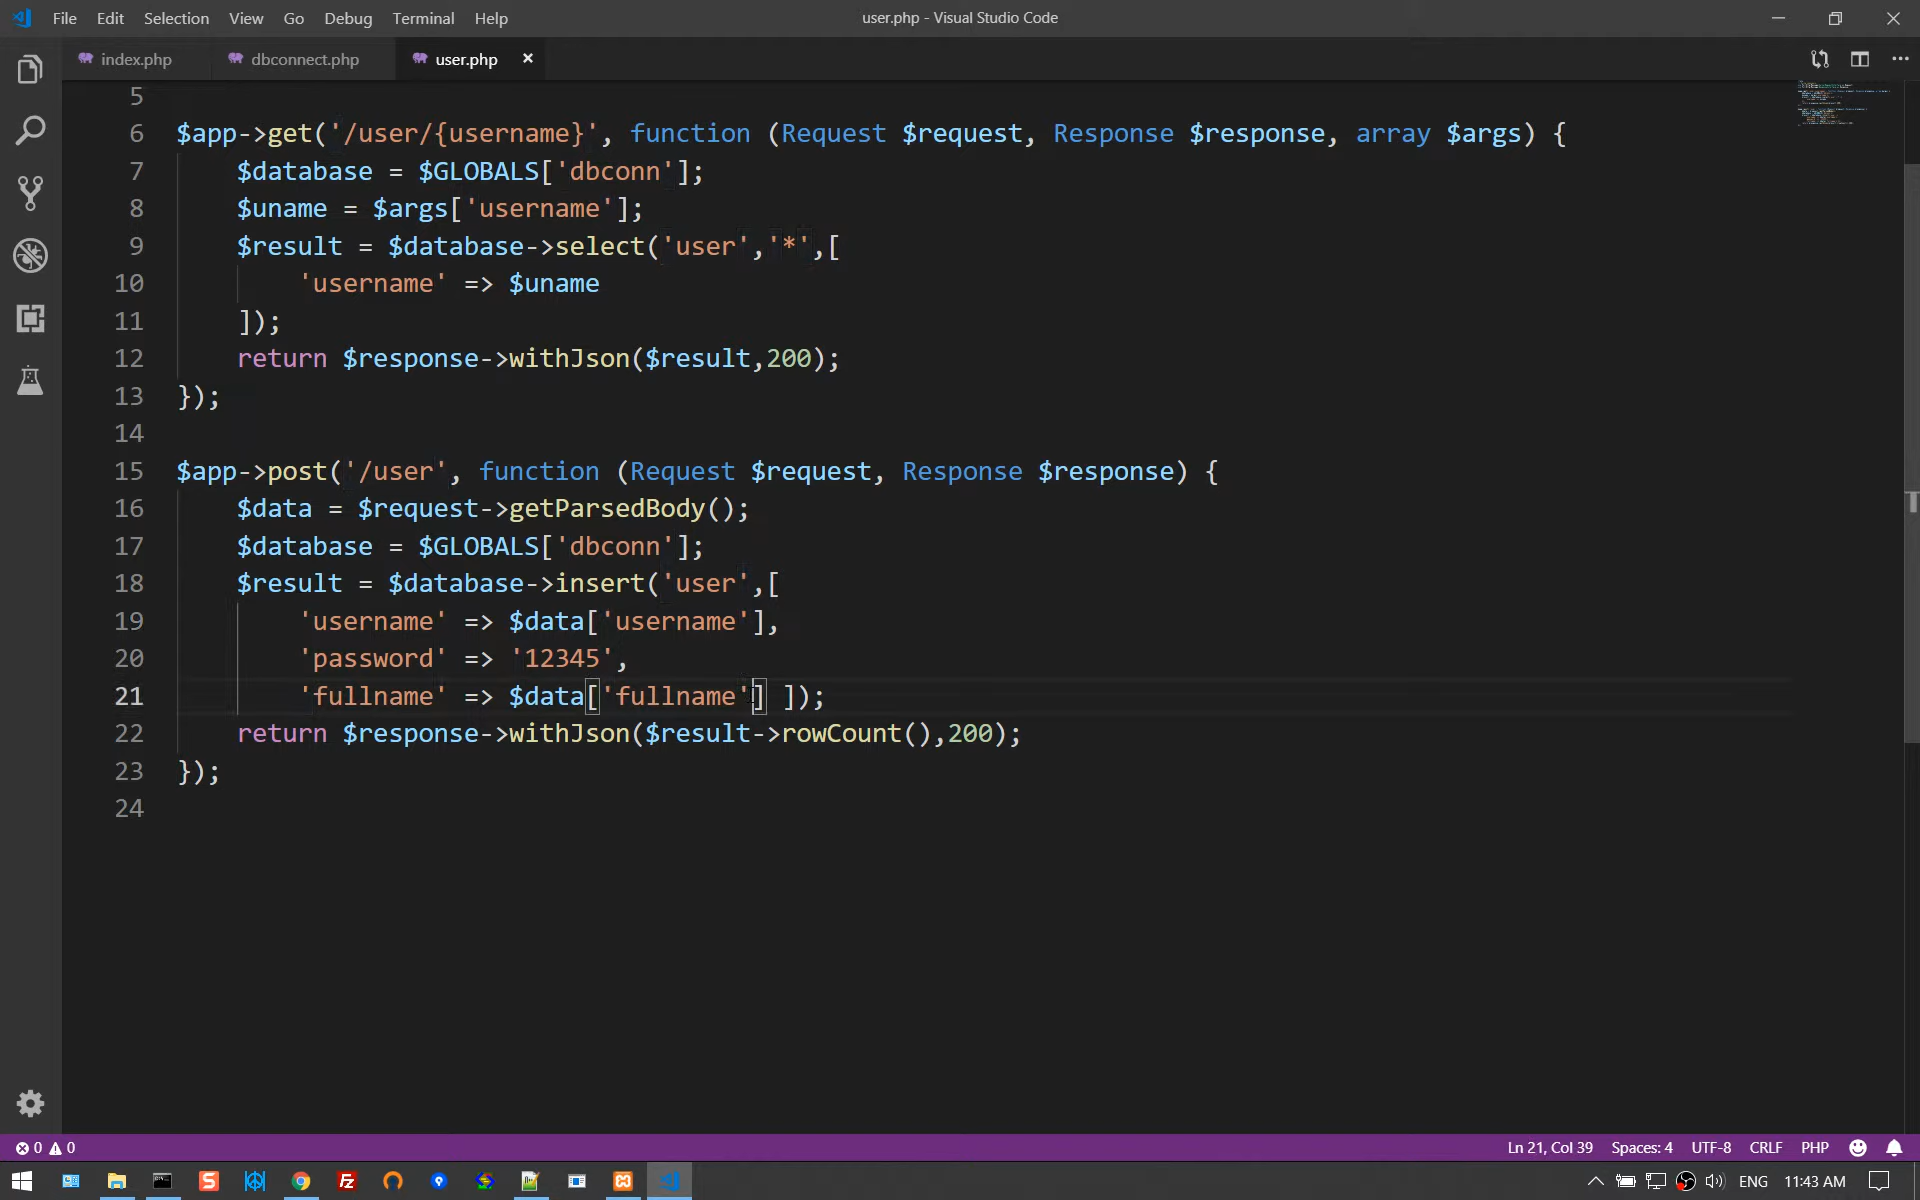 File Edit Selection View Go Debug Terminal Help
user.php - Visual Studio Code
index.php
dbconnect.php
user.php
5
6 $app->get('/user/{username}', function (Request $request, Response $response, array $args) {
7 $database = $GLOBALS['dbconn'];
8 $uname = $args['username'];
9 $result = $database->select('user','*',[
10 'username' => $uname
11 ]);
12 return $response->withJson($result,200);
13 });
14
15 $app->post('/user', function (Request $request, Response $response) {
16 $data = $request->getParsedBody();
17 $database = $GLOBALS['dbconn'];
18 $result = $database->insert('user',[
19 'username' => $data['username'],
20 'password' => '12345',
21 'fullname' => $data['fullname'] ]);
22 return $response->withJson($result->rowCount(),200);
23 });
24
0 0
Ln 21, Col 39 Spaces: 4 UTF-8 CRLF PHP
ENG 11:43 AM